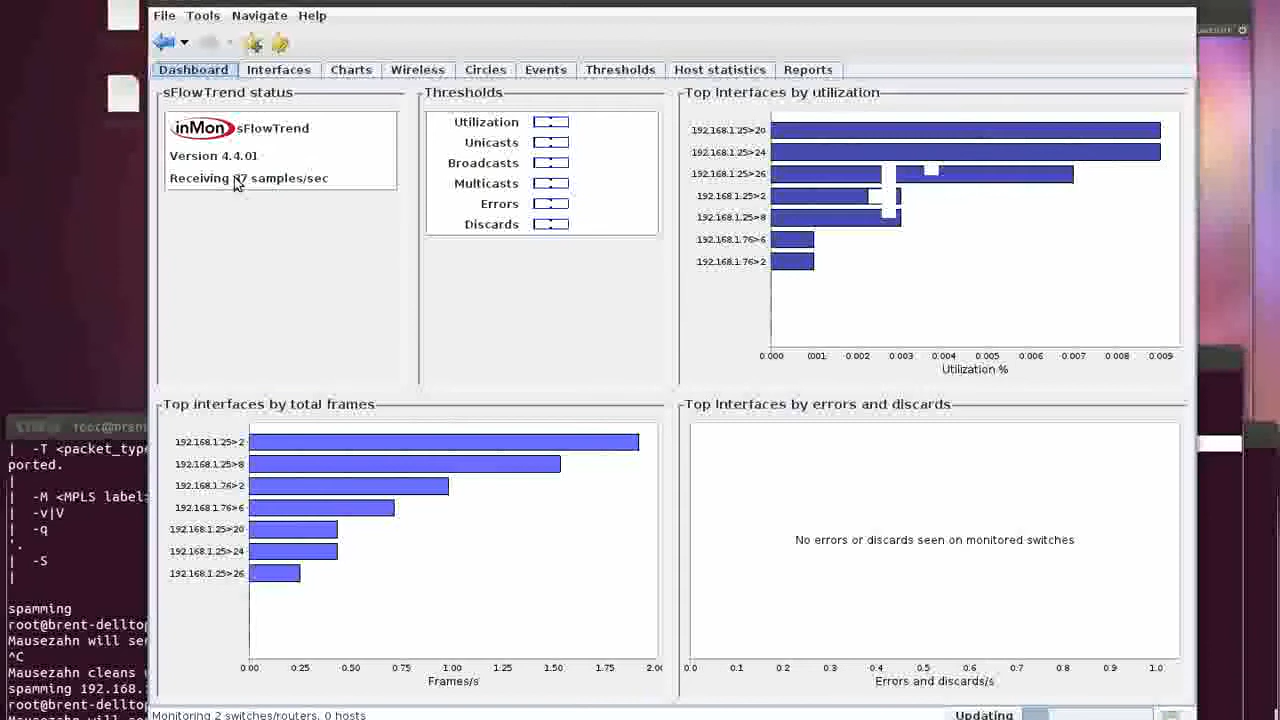 File Tools Navigate Help
Dashboard Interfaces Charts Wireless Circles Events Thresholds Host statistics Reports
sFlowTrend status
inMon sFlowTrend
Version 4.4.01
Receiving samples/sec
Thresholds
Utilization
Unicasts
Broadcasts
Multicasts
Errors
Discards
Top interfaces by utilization
192.168.1.25>20
192.168.1.25>24
192.168.1.25>26
192.168.1.25>2
192.168.1.25>8
192.168.1.76>6
192.168.1.76>2
0.000 001 0.002 0.003 0.004 0.005 0.006 0.007 0.008 0.009
Utilization %
Top interfaces by total frames
192.168.1.25>2
192.168.1.25>8
192.168.1.76>2
192.168.1.76>6
192.168.1.25>20
192.168.1.25>24
192.168.1.25>26
0.00 0.25 0.50 0.75 1.00 1.25 1.50 1.75 2.00
Frames/s
Top Interfaces by errors and discards
No errors or discards seen on monitored switches
0.0 0.1 0.2 0.3 0.4 0.5 0.6 0.7 0.8 0.9 1.0
Errors and discards/s
Monitoring 2 switches/routers, 0 hosts
Updating
| -T <packet_type
ported.
|
| -M <MPLS label>
| -v|V
| -q
'.
| -S
|
spamming
root@brent-delltop
Mausezahn will se
^C
Mausezahn cleans
spamming 192.168.
root@brent-delltop
Mausezahn will se